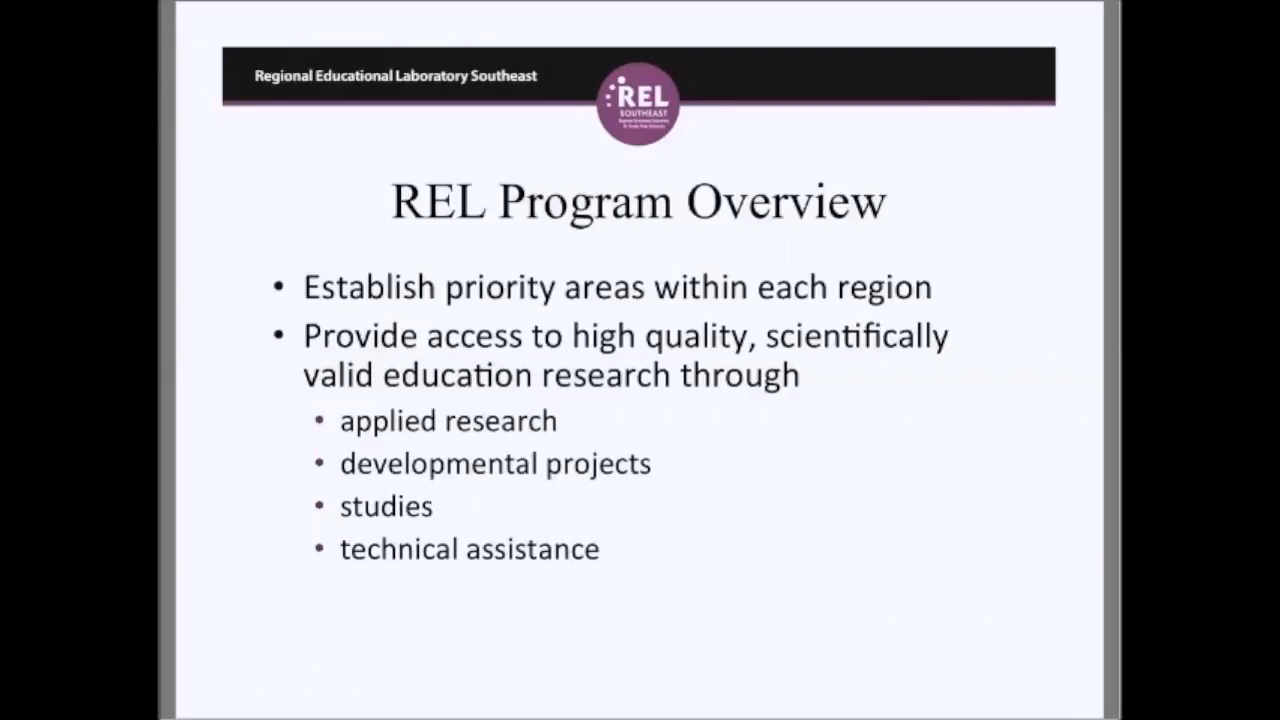 Regional Educational Laboratory Southeast
REL
SOUTHEAST
REL Program Overview
• Establish priority areas within each region
• Provide access to high quality, scientifically
valid education research through
• applied research
• developmental projects
• studies
• technical assistance